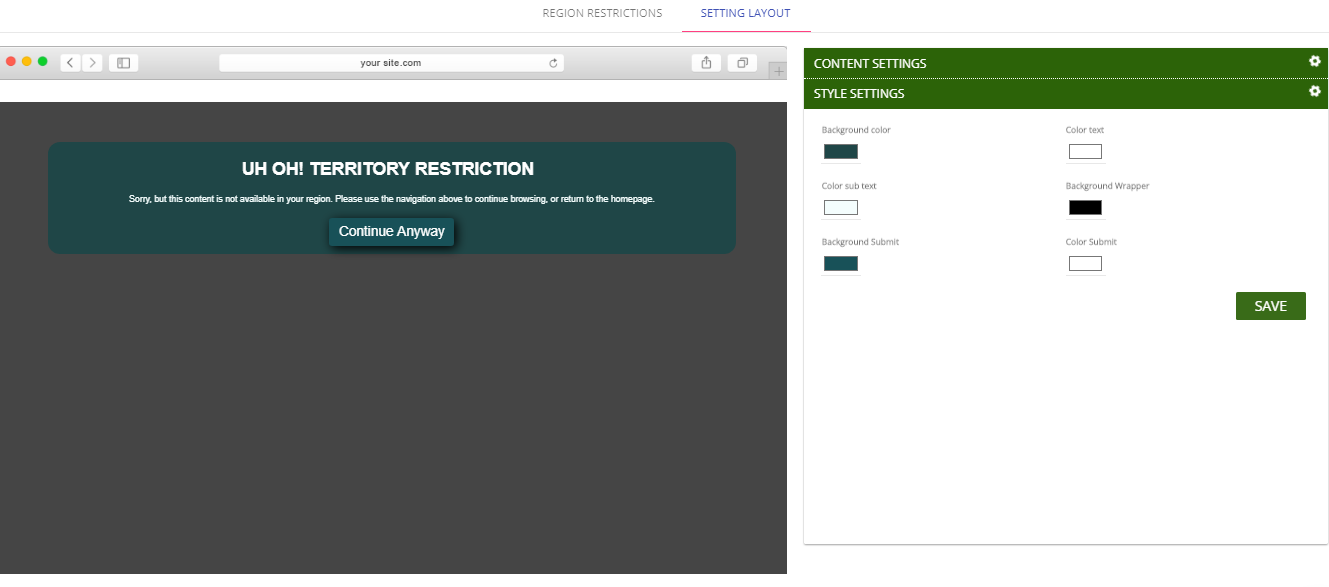 REGION RESTRICTIONS
SETTING LAYOUT
your site.com
UH OH! TERRITORY RESTRICTION
Sorry, but this content is not available in your region. Please use the navigation above to continue browsing, or return to the homepage.
Continue Anyway
CONTENT SETTINGS
STYLE SETTINGS
Background color
Color text
Color sub text
Background Wrapper
Background Submit
Color Submit
SAVE